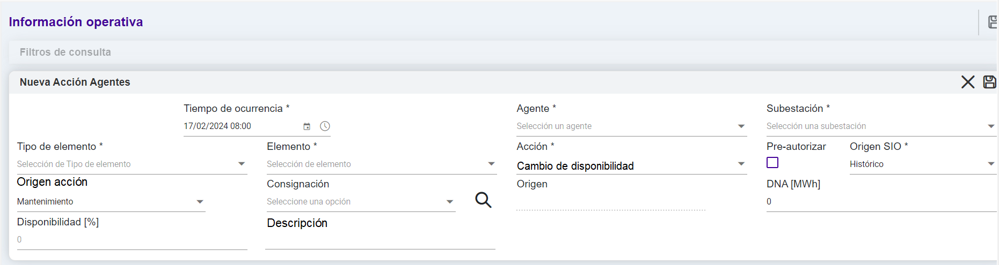 Información operativa
Filtros de consulta
Nueva Acción Agentes
Tiempo de ocurrencia * Agente * Subestación *
17/02/2024 08:00 Selección un agente Selección una subestación
Tipo de elemento * Elemento * Acción * Pre-autorizar Origen SIO *
Selección de Tipo de elemento Selección de elemento Cambio de disponibilidad Histórico
Origen acción Consignación Origen DNA [MWh]
Mantenimiento Seleccione una opción 0
Disponibilidad [%] Descripción
0